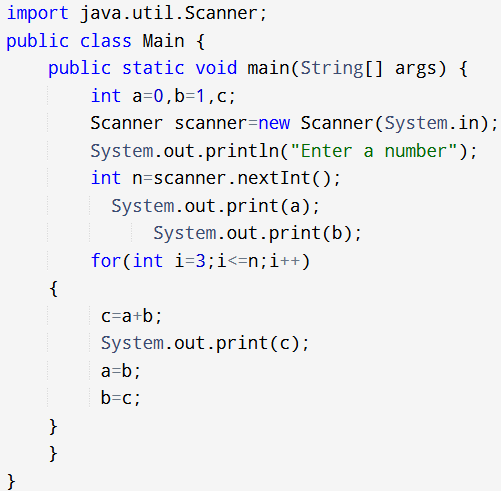 import java.util.Scanner;
public class Main {
    public static void main(String[] args) {
        int a=0,b=1,c;
        Scanner scanner=new Scanner(System.in);
        System.out.println("Enter a number");
        int n=scanner.nextInt();
          System.out.print(a);
              System.out.print(b);
        for(int i=3;i<=n;i++)
    {
         c=a+b;
         System.out.print(c);
         a=b;
         b=c;
    }
    }
}